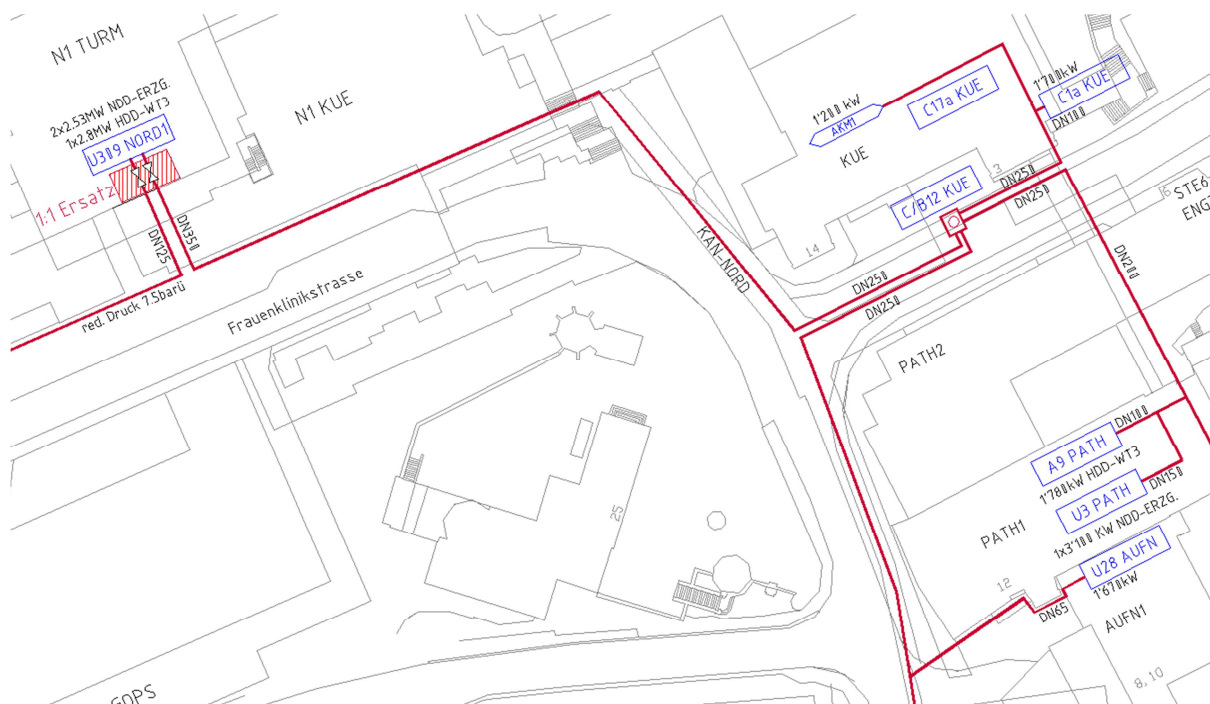 N1 TURM
2x2.53MW NDD-ERZG.
1x2.8MW HDD-WT3
U309 NORD1
1:1 Ersatz
DN125
DN350
red. Druck 7.5barü
Frauenklinikstrasse
N1 KUE
KAN-NORD
1'200 kW
AKM1
KUE
C17a KUE
1'700kW
C1a KUE
DN100
3
DN250
DN250
C/B12 KUE
14
6
STE6
ENGI
DN250
DN250
DN200
PATH2
DN100
A9 PATH
1'780kW HDD-WT3
DN150
U3 PATH
1x3'100 KW NDD-ERZG.
PATH1
U28 AUFN
1'670kW
12
DN65
AUFN1
8, 10
25
GOPS